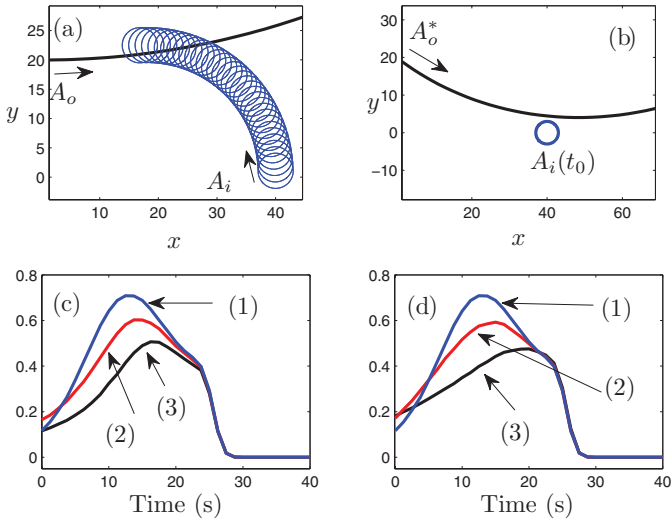 (a)
25
20
15
10
5
0
y
A_o
A_i
10 20 30 40
x
(b)
30
20
10
0
−10
y
A_o^*
A_i(t_0)
20 40 60
x
(c)
0.8
0.6
0.4
0.2
0
(1)
(2)
(3)
0 10 20 30 40
Time (s)
(d)
0.8
0.6
0.4
0.2
0
(1)
(2)
(3)
0 10 20 30 40
Time (s)